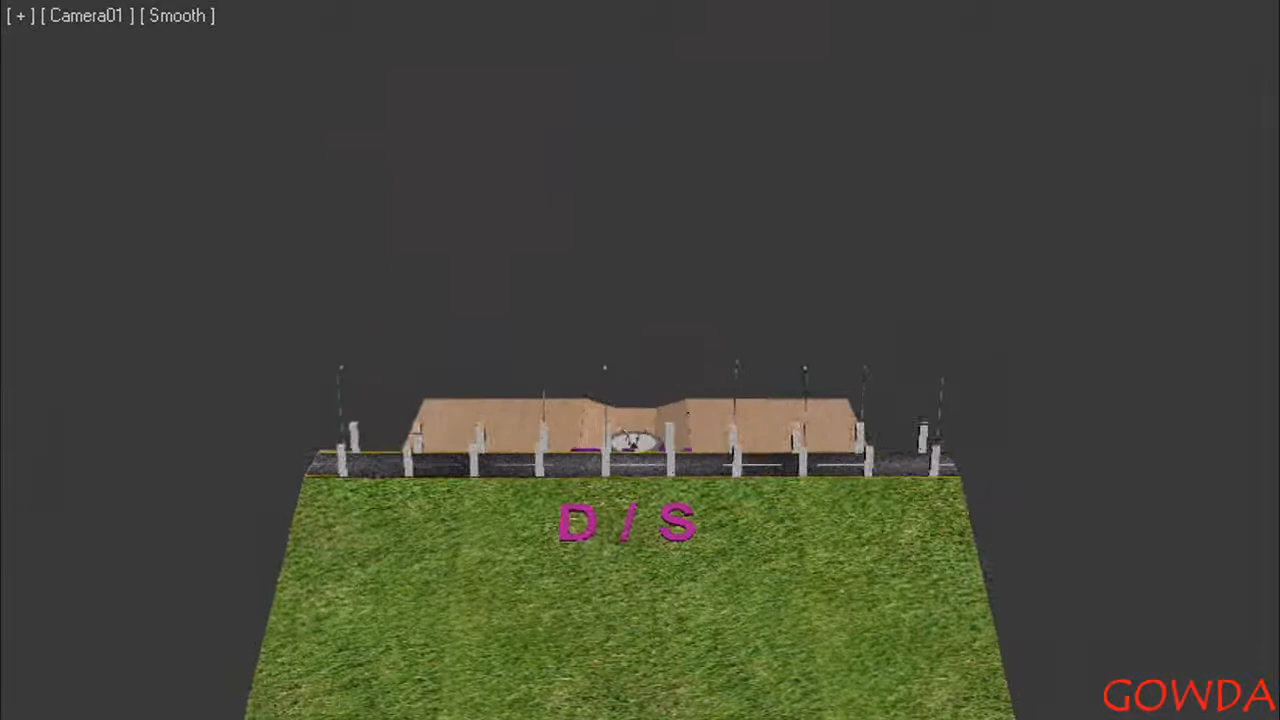 [ + ] [ Camera01 ] [ Smooth ]
D / S
GOWDA